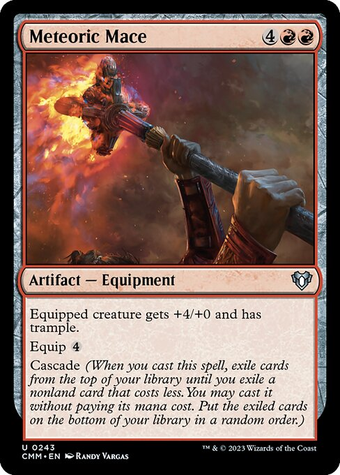 Meteoric Mace 4
Artifact — Equipment
Equipped creature gets +4/+0 and has
trample.
Equip 4
Cascade (When you cast this spell, exile cards
from the top of your library until you exile a
nonland card that costs less. You may cast it
without paying its mana cost. Put the exiled cards
on the bottom of your library in a random order.)
U 0243
CMM • EN RANDY VARGAS
™ & © 2023 Wizards of the Coast